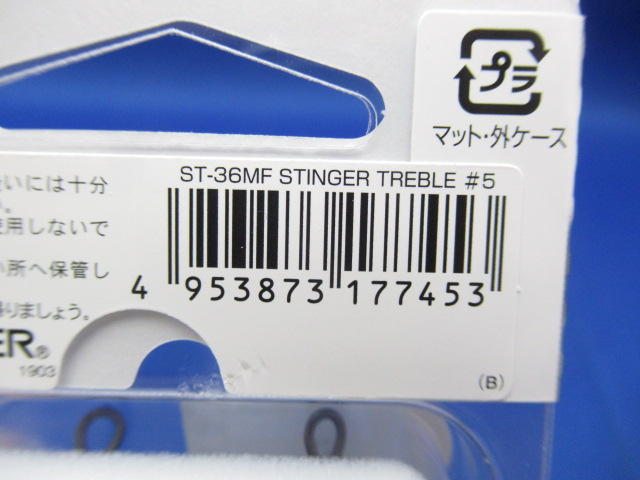 プラ
マット・外ケース
ST-36MF STINGER TREBLE #5
4 953873 177453
(B)
いには十分
い。
使用しないで
い所へ保管し
りましょう。
ER®
1903